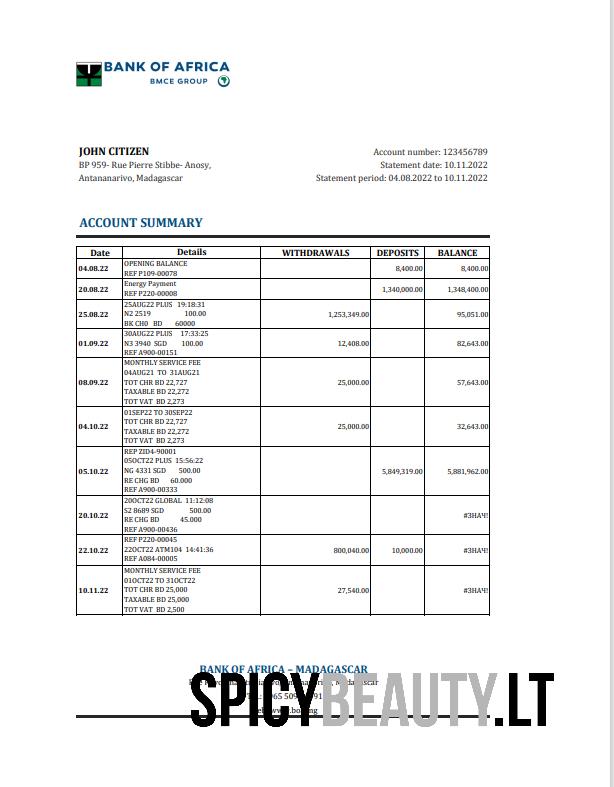 BANK OF AFRICA
BMCE GROUP
JOHN CITIZEN
BP 959- Rue Pierre Stibbe- Anosy,
Antananarivo, Madagascar
Account number: 123456789
Statement date: 10.11.2022
Statement period: 04.08.2022 to 10.11.2022
ACCOUNT SUMMARY
Date Details WITHDRAWALS DEPOSITS BALANCE
04.08.22 OPENING BALANCE
REF P109-00078 8,400.00 8,400.00
20.08.22 Energy Payment
REF P220-00008 1,340,000.00 1,348,400.00
25.08.22 25AUG22 PLUS 19:18:31
N2 2519 100.00
BK CH0 BD 60000 1,253,349.00 95,051.00
01.09.22 30AUG22 PLUS 17:33:25
N3 3940 SGD 100.00
REF A900-00151 12,408.00 82,643.00
08.09.22 MONTHLY SERVICE FEE
04AUG21 TO 31AUG21
TOT CHR BD 22,727
TAXABLE BD 22,272
TOT VAT BD 2,273 25,000.00 57,643.00
04.10.22 01SEP22 TO 30SEP22
TOT CHR BD 22,727
TAXABLE BD 22,272
TOT VAT BD 2,273 25,000.00 32,643.00
05.10.22 REP ZID4-90001
05OCT22 PLUS 15:56:22
NG 4331 SGD 500.00
RE CHG BD 60.000
REF A900-00333 5,849,319.00 5,881,962.00
20.10.22 20OCT22 GLOBAL 11:12:08
S2 8689 SGD 500.00
RE CHG BD 45.000
REF A900-00436 #ЗНАЧ!
22.10.22 REF P220-00045
22OCT22 ATM104 14:41:36
REF A084-00005 800,040.00 10,000.00 #ЗНАЧ!
10.11.22 MONTHLY SERVICE FEE
01OCT22 TO 31OCT22
TOT CHR BD 25,000
TAXABLE BD 25,000
TOT VAT BD 2,500 27,540.00 #ЗНАЧ!
BANK OF AFRICA – MADAGASCAR
SPICYBEAUTY.LT